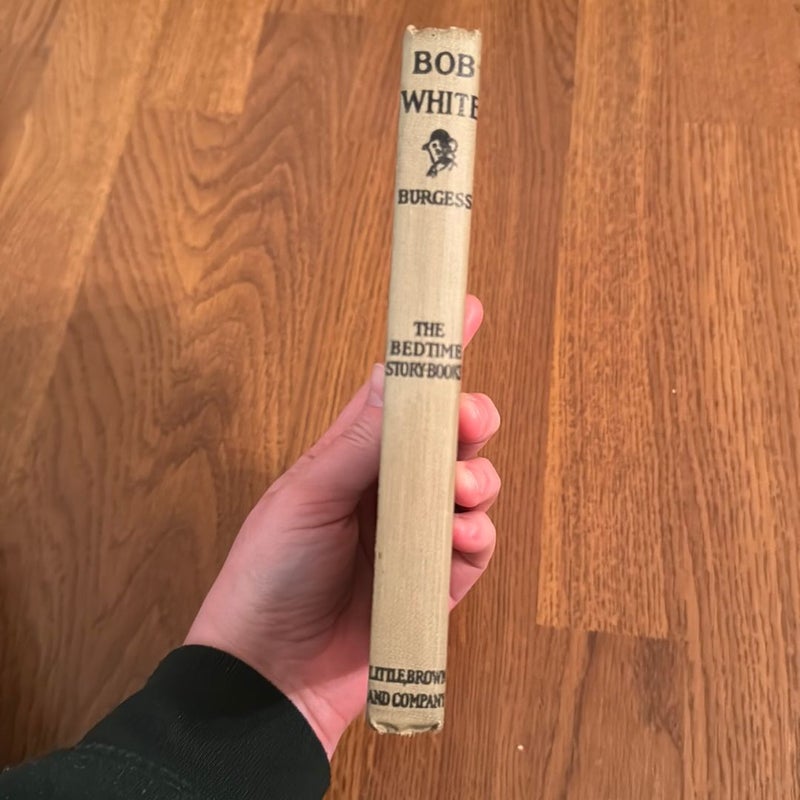 BOB
WHITE
BURGESS
THE
BEDTIME
STORY-BOOKS
LITTLE, BROWN
AND COMPANY